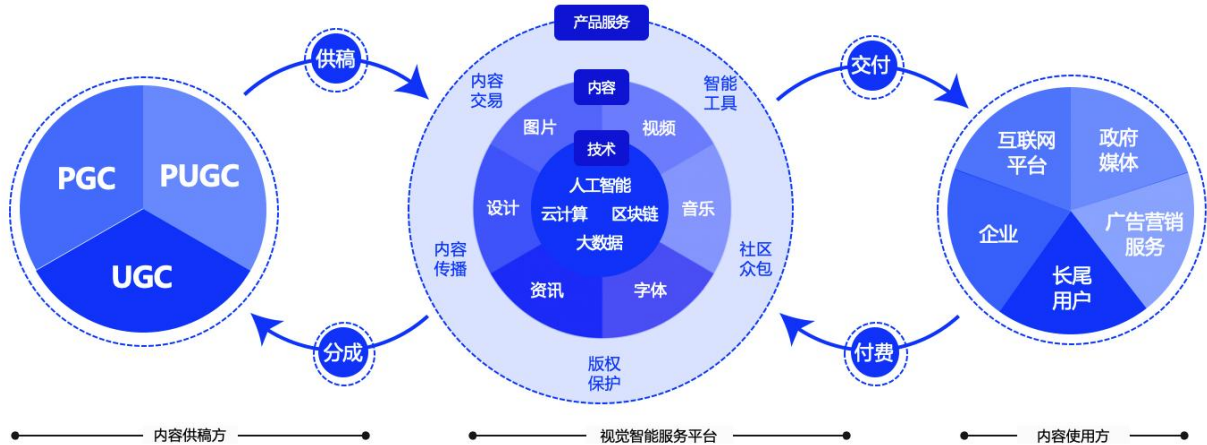 产品服务
供稿
交付
内容
交易
智能
工具
内容
图片
视频
技术
互联网
平台
政府
媒体
PGC
PUGC
人工智能
设计
云计算
区块链
音乐
大数据
企业
广告营销
服务
内容
传播
社区
众包
UGC
资讯
字体
长尾
用户
分成
付费
版权
保护
内容供稿方
视觉智能服务平台
内容使用方